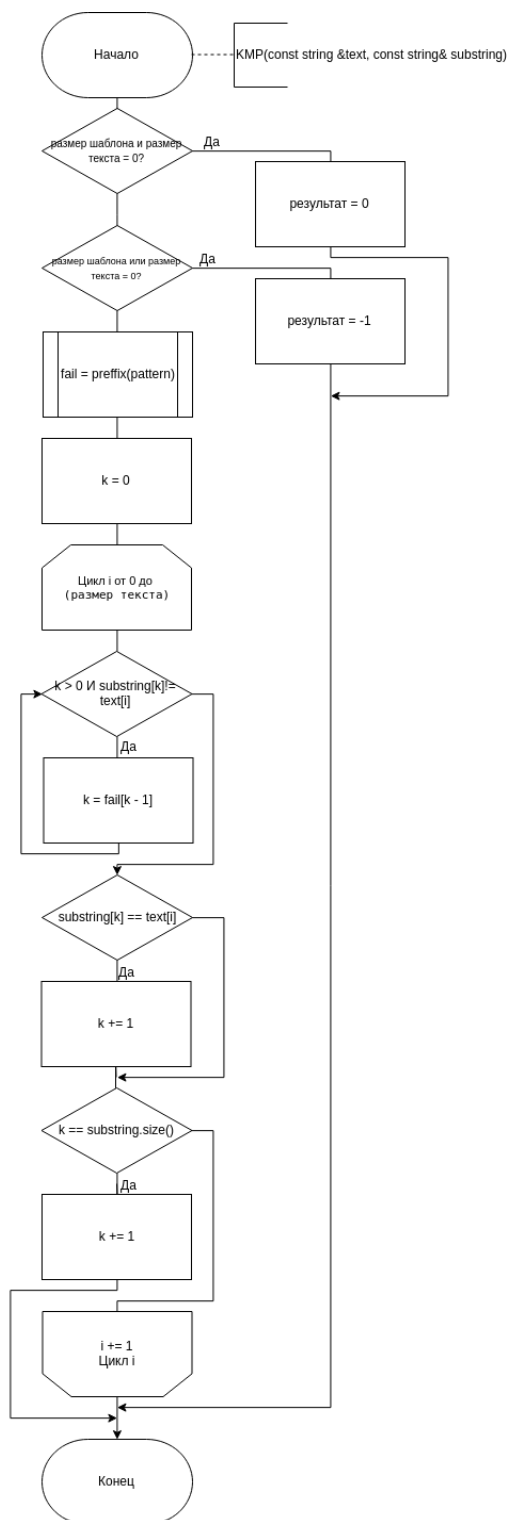 Начало
KMP(const string &text, const string& substring)
размер шаблона и размер
текста = 0?
Да
результат = 0
размер шаблона или размер
текста = 0?
Да
результат = -1
fail = preffix(pattern)
k = 0
Цикл i от 0 до
(размер текста)
k > 0 И substring[k]!=
text[i]
Да
k = fail[k - 1]
substring[k] == text[i]
Да
k += 1
k == substring.size()
Да
k += 1
i += 1
Цикл i
Конец